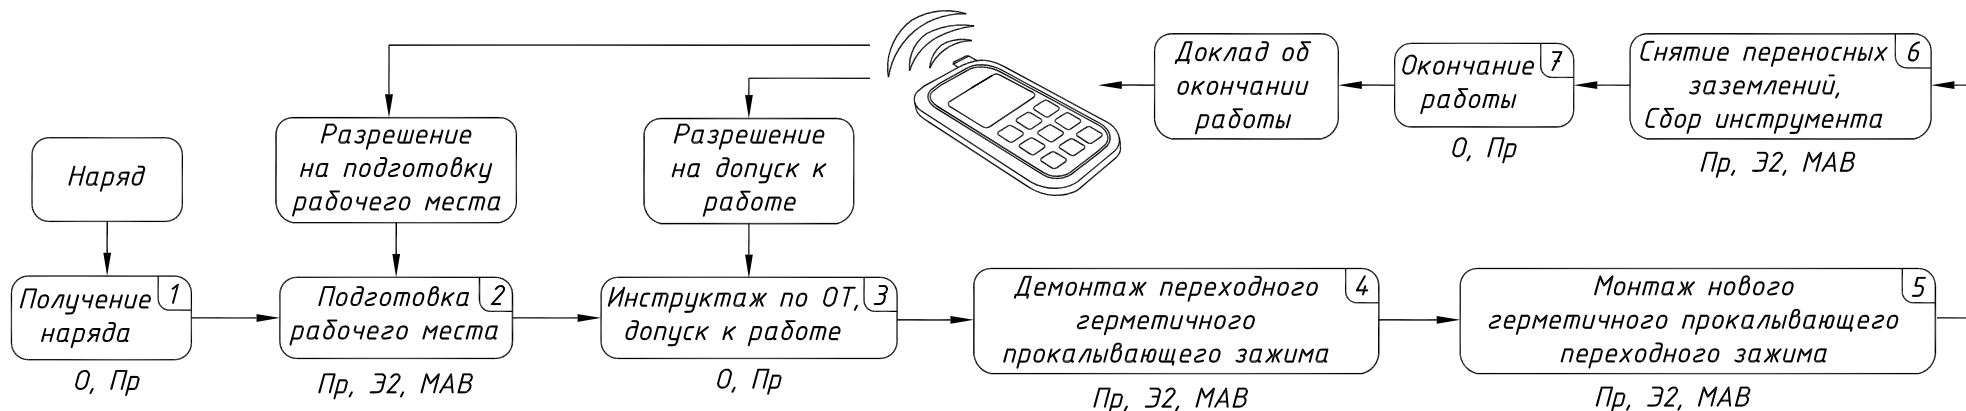 Наряд
Получение 1
наряда
О, Пр
Разрешение
на подготовку
рабочего места
Подготовка 2
рабочего места
Пр, Э2, МАВ
Разрешение
на допуск к
работе
Инструктаж по ОТ, 3
допуск к работе
О, Пр
Демонтаж переходного 4
герметичного
прокалывающего зажима
Пр, Э2, МАВ
Монтаж нового 5
герметичного прокалывающего
переходного зажима
Пр, Э2, МАВ
Снятие переносных 6
заземлений,
Сбор инструмента
Пр, Э2, МАВ
Окончание 7
работы
О, Пр
Доклад об
окончании
работы